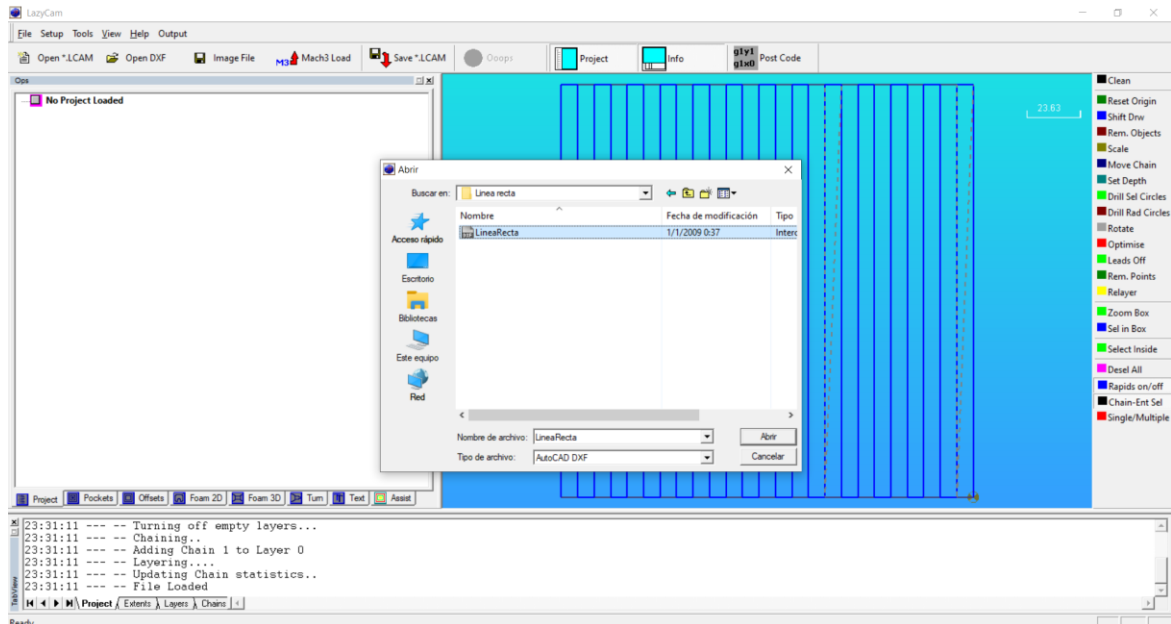 LazyCam
File Setup Tools View Help Output
Open *.LCAM Open DXF Image File M3 Mach3 Load Save *.LCAM Ooops Project Info g1y1 g1x0 Post Code
Ops
No Project Loaded
23.63
Abrir
Buscar en: Linea recta
Nombre Fecha de modificación Tipo
LineaRecta 1/1/2009 0:37 Interc
Acceso rápido
Escritorio
Bibliotecas
Este equipo
Red
Nombre de archivo: LineaRecta Abrir
Tipo de archivo: AutoCAD DXF Cancelar
Clean
Reset Origin
Shift Drw
Rem. Objects
Scale
Move Chain
Set Depth
Drill Sel Circles
Drill Rad Circles
Rotate
Optimise
Leads Off
Rem. Points
Relayer
Zoom Box
Sel in Box
Select Inside
Desel All
Rapids on/off
Chain-Ent Sel
Single/Multiple
Project Pockets Offsets Foam 2D Foam 3D Turn Text Assist
23:31:11 --- -- Turning off empty layers...
23:31:11 --- -- Chaining..
23:31:11 --- -- Adding Chain 1 to Layer 0
23:31:11 --- -- Layering....
23:31:11 --- -- Updating Chain statistics..
23:31:11 --- -- File Loaded
TabView
Project Extents Layers Chains
Ready